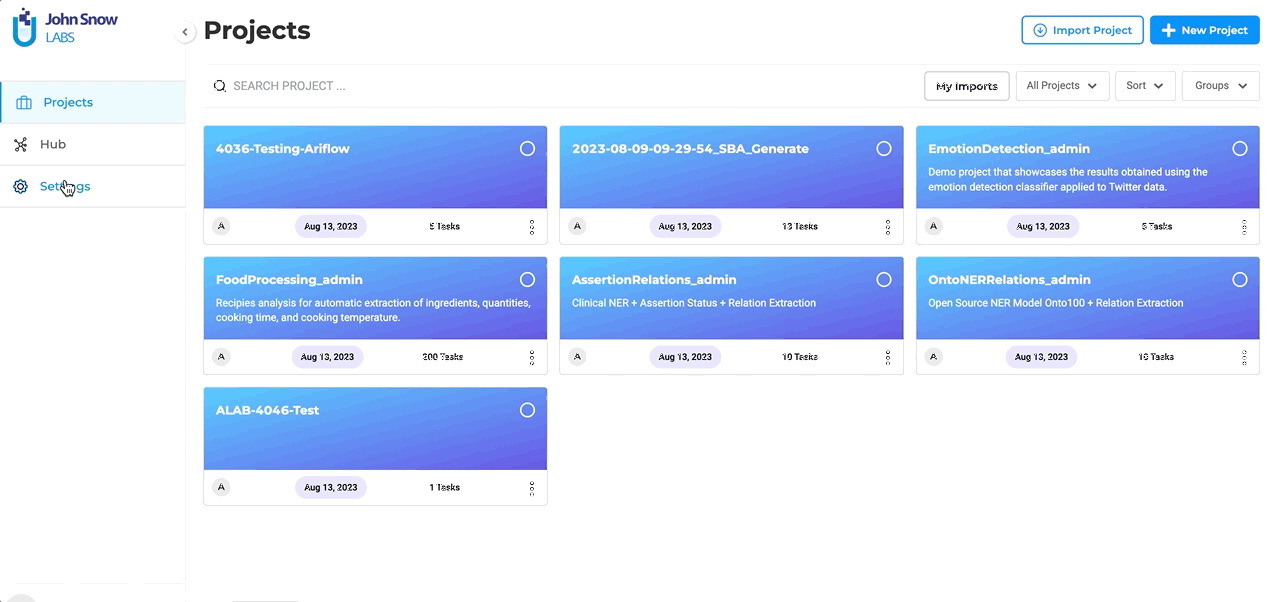 John Snow
LABS
Projects
Import Project
New Project
SEARCH PROJECT ...
My Imports
All Projects
Sort
Groups
Projects
Hub
Settings
4036-Testing-Ariflow
A
Aug 13, 2023
5 Tasks
2023-08-09-09-29-54_SBA_Generate
A
Aug 13, 2023
13 Tasks
EmotionDetection_admin
Demo project that showcases the results obtained using the
emotion detection classifier applied to Twitter data.
A
Aug 13, 2023
5 Tasks
FoodProcessing_admin
Recipies analysis for automatic extraction of ingredients, quantities,
cooking time, and cooking temperature.
A
Aug 13, 2023
200 Tasks
AssertionRelations_admin
Clinical NER + Assertion Status + Relation Extraction
A
Aug 13, 2023
10 Tasks
OntoNERRelations_admin
Open Source NER Model Onto100 + Relation Extraction
A
Aug 13, 2023
10 Tasks
ALAB-4046-Test
A
Aug 13, 2023
1 Tasks